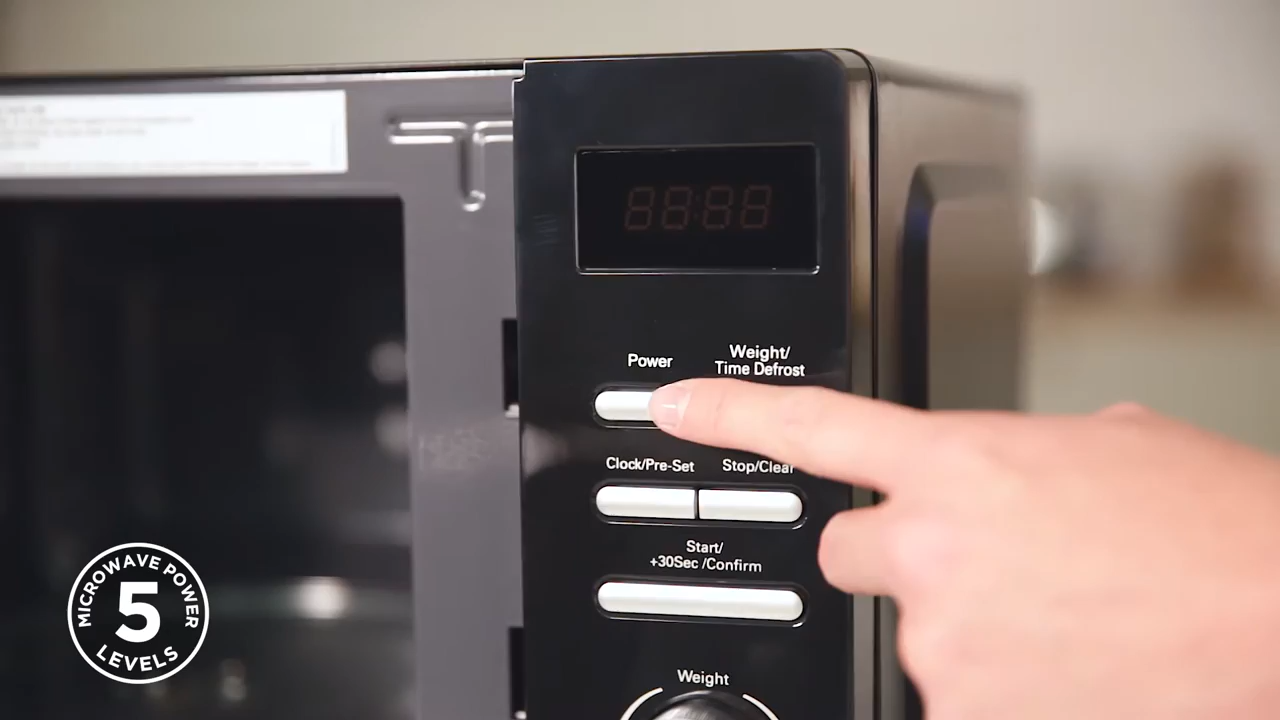 88:88
Power
Weight/
Time Defrost
Clock/Pre-Set
Stop/Clear
Start/
+30Sec /Confirm
Weight
MICROWAVE POWER
5
LEVELS